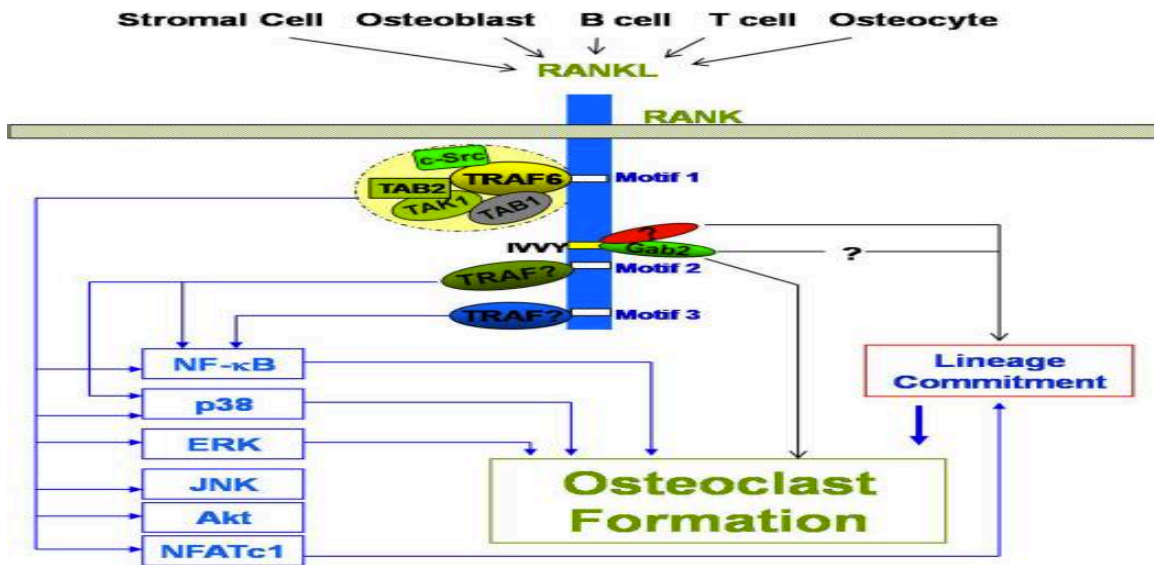 Stromal Cell Osteoblast B cell T cell Osteocyte
RANKL
RANK
c-Src
TAB2 TRAF6 Motif 1
TAK1 TAB1
?
IVVY Gab2 ?
TRAF? Motif 2
TRAF? Motif 3
NF-κB
p38
ERK
JNK
Akt
NFATc1
Lineage
Commitment
Osteoclast
Formation